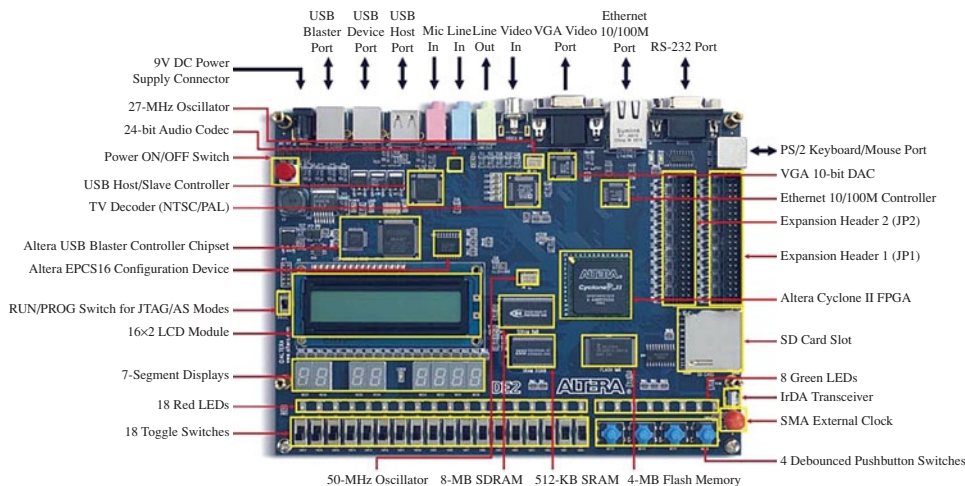 USB Blaster Port
USB Device Port
USB Host Port
Mic In
Line In
Line Out
Video In
VGA Video Port
Ethernet 10/100M Port
RS-232 Port
9V DC Power
Supply Connector
27-MHz Oscillator
24-bit Audio Codec
Power ON/OFF Switch
USB Host/Slave Controller
TV Decoder (NTSC/PAL)
Altera USB Blaster Controller Chipset
Altera EPCS16 Configuration Device
RUN/PROG Switch for JTAG/AS Modes
16×2 LCD Module
7-Segment Displays
18 Red LEDs
18 Toggle Switches
PS/2 Keyboard/Mouse Port
VGA 10-bit DAC
Ethernet 10/100M Controller
Expansion Header 2 (JP2)
Expansion Header 1 (JP1)
Altera Cyclone II FPGA
SD Card Slot
8 Green LEDs
IrDA Transceiver
SMA External Clock
4 Debounced Pushbutton Switches
ALTERA
Cyclone II
DE2
ALTERA
50-MHz Oscillator
8-MB SDRAM
512-KB SRAM
4-MB Flash Memory